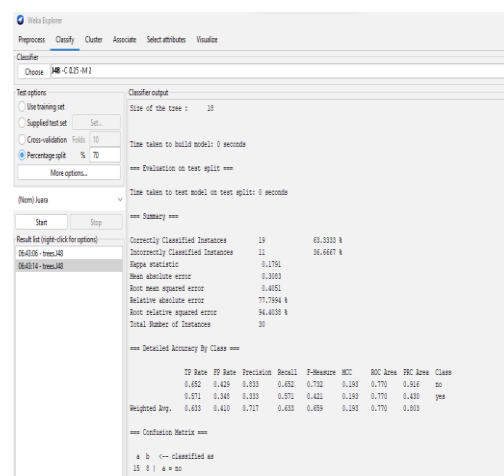 Weka Explorer
Preprocess Classify Cluster Associate Select attributes Visualize
Classifier
Choose J48 -C 0.25 -M 2
Test options
Use training set
Supplied test set Set...
Cross-validation Folds 10
Percentage split % 70
More options...
(Nom) Juara
Start Stop
Result list (right-click for options)
06:43:06 - trees.J48
06:43:14 - trees.J48
Classifier output
Size of the tree : 18
Time taken to build model: 0 seconds
=== Evaluation on test split ===
Time taken to test model on test split: 0 seconds
=== Summary ===
Correctly Classified Instances 19 63.3333 %
Incorrectly Classified Instances 11 36.6667 %
Kappa statistic 0.1791
Mean absolute error 0.3083
Root mean squared error 0.4051
Relative absolute error 77.7994 %
Root relative squared error 94.4038 %
Total Number of Instances 30
=== Detailed Accuracy By Class ===
TP Rate FP Rate Precision Recall F-Measure MCC ROC Area PRC Area Class
0.652 0.429 0.833 0.652 0.732 0.193 0.770 0.916 no
0.571 0.348 0.333 0.571 0.421 0.193 0.770 0.430 yes
Weighted Avg. 0.633 0.410 0.717 0.633 0.659 0.193 0.770 0.803
=== Confusion Matrix ===
a b <-- classified as
15 8 | a = no